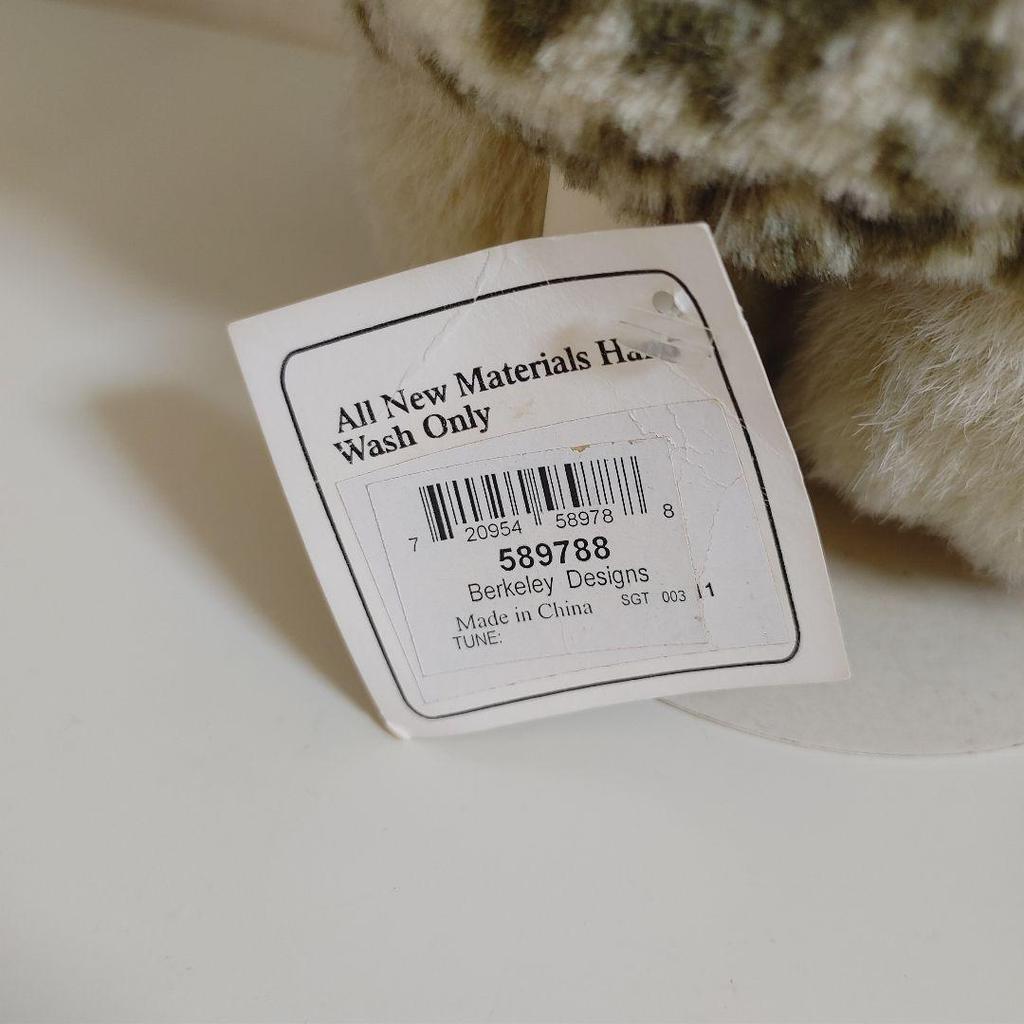 All New Materials Hand
Wash Only
7 20954 58978 8
589788
Berkeley Designs
Made in China SGT 003 11
TUNE: